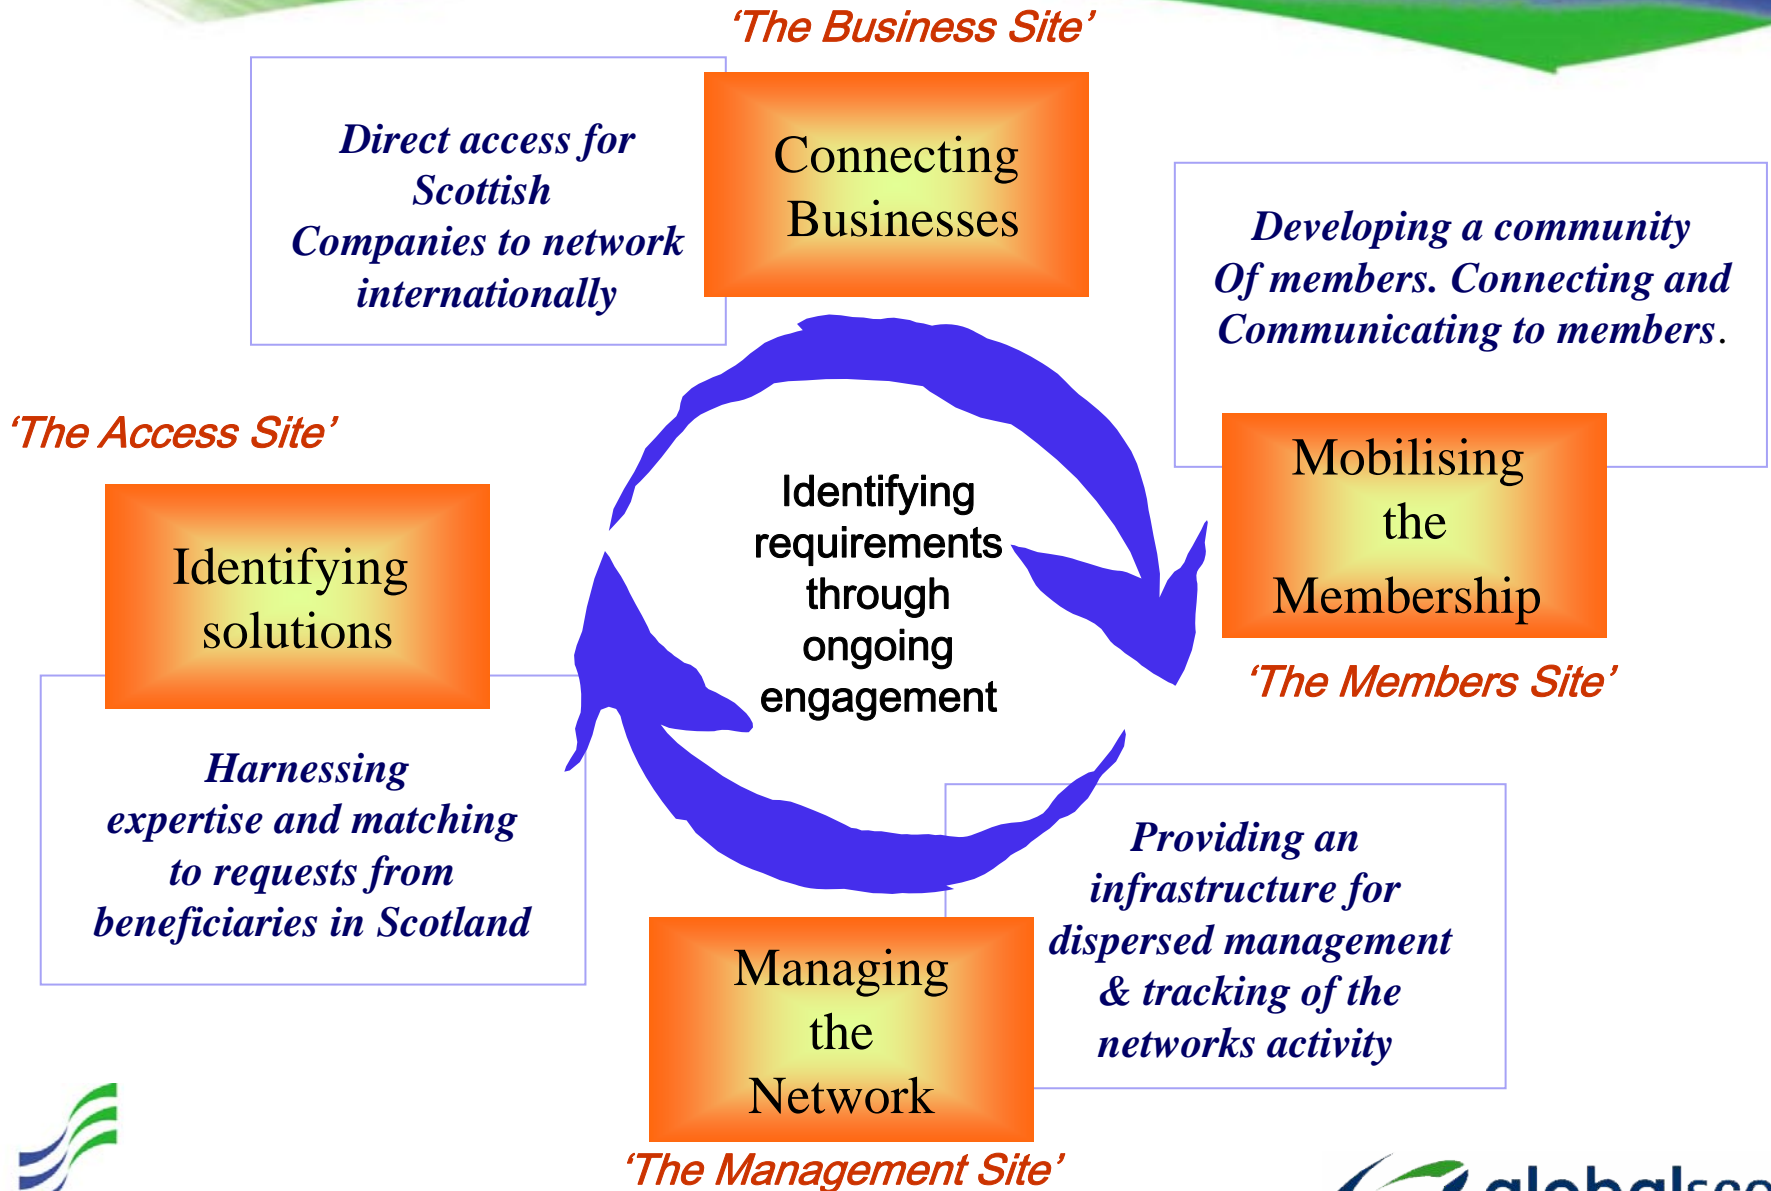 ‘The Business Site’
Direct access for
Scottish
Companies to network
internationally
Connecting
Businesses
Developing a community
Of members. Connecting and
Communicating to members.
‘The Access Site’
Identifying
solutions
Identifying
requirements
through
ongoing
engagement
Mobilising
the
Membership
‘The Members Site’
Harnessing
expertise and matching
to requests from
beneficiaries in Scotland
Managing
the
Network
Providing an
infrastructure for
dispersed management
& tracking of the
networks activity
‘The Management Site’